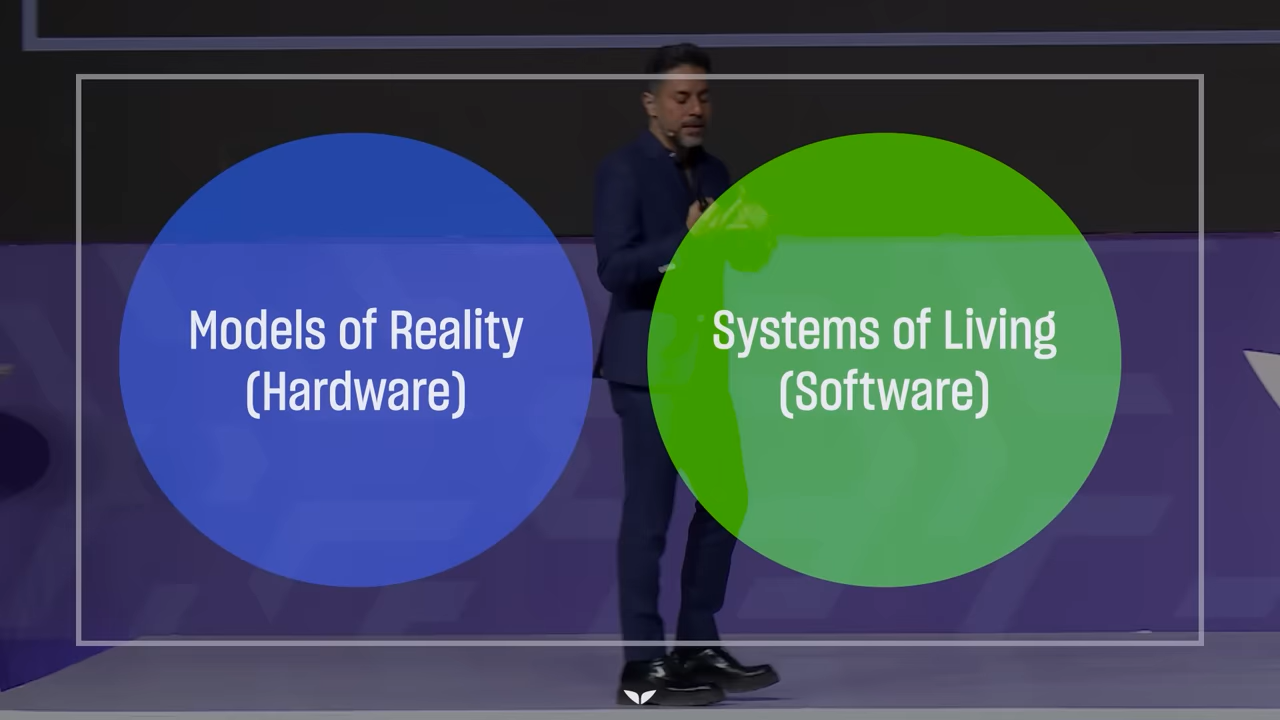 Models of Reality
(Hardware)
Systems of Living
(Software)